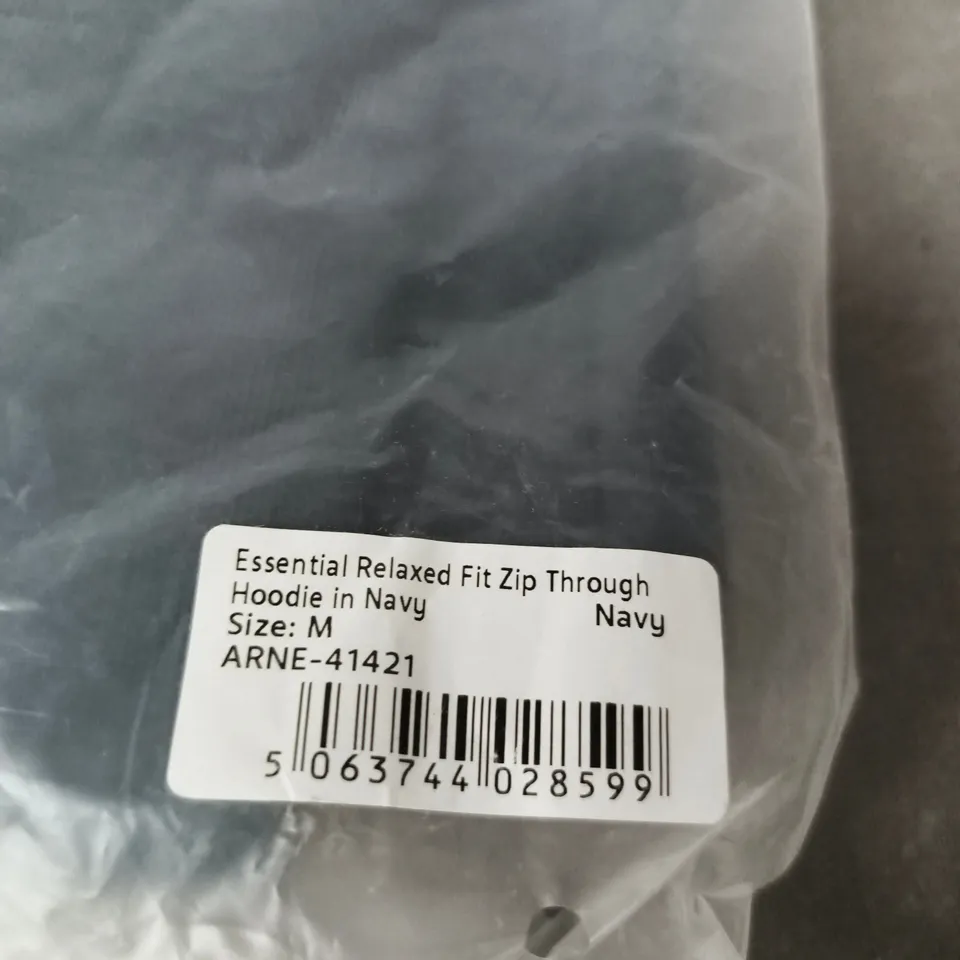 Essential Relaxed Fit Zip Through
Hoodie in Navy Navy
Size: M
ARNE-41421
5 063744 028599